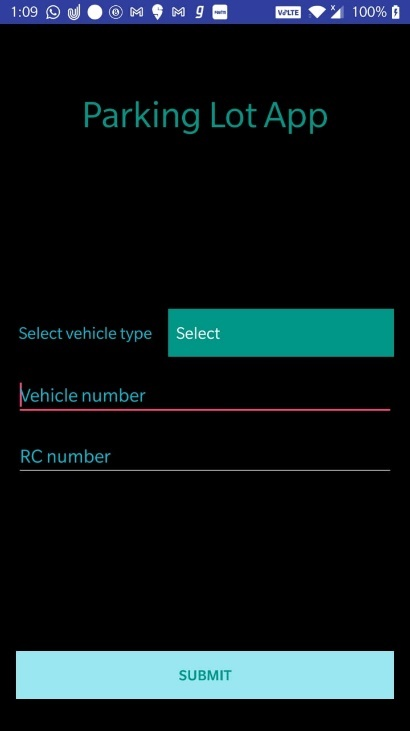 1:09 VoLTE 100%
Parking Lot App
Select vehicle type Select
Vehicle number
RC number
SUBMIT